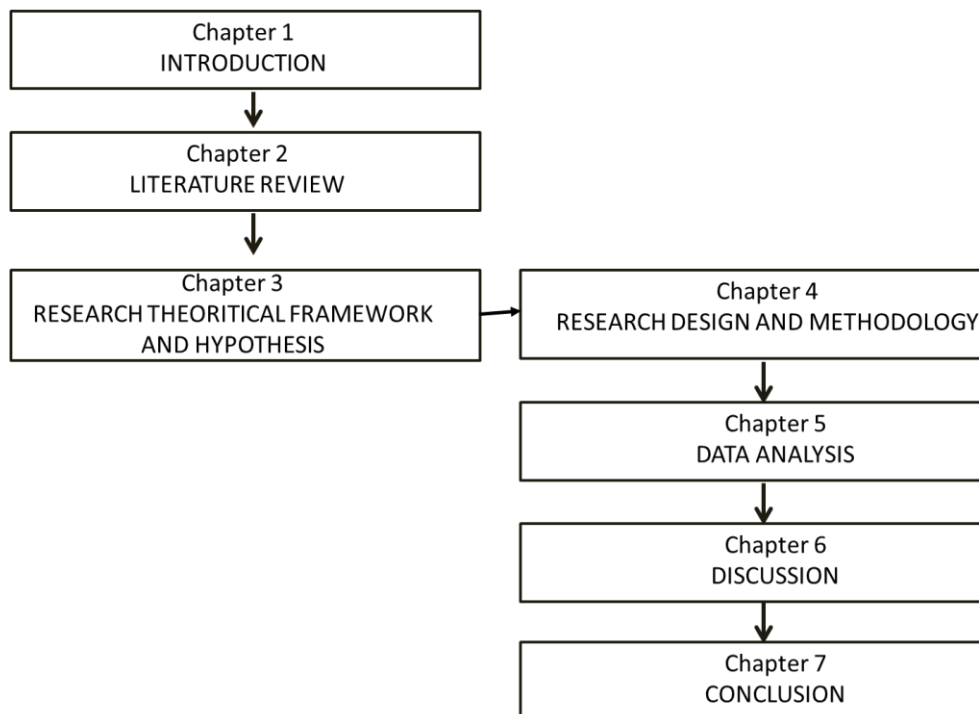 Chapter 1
INTRODUCTION
Chapter 2
LITERATURE REVIEW
Chapter 3
RESEARCH THEORITICAL FRAMEWORK
AND HYPOTHESIS
Chapter 4
RESEARCH DESIGN AND METHODOLOGY
Chapter 5
DATA ANALYSIS
Chapter 6
DISCUSSION
Chapter 7
CONCLUSION